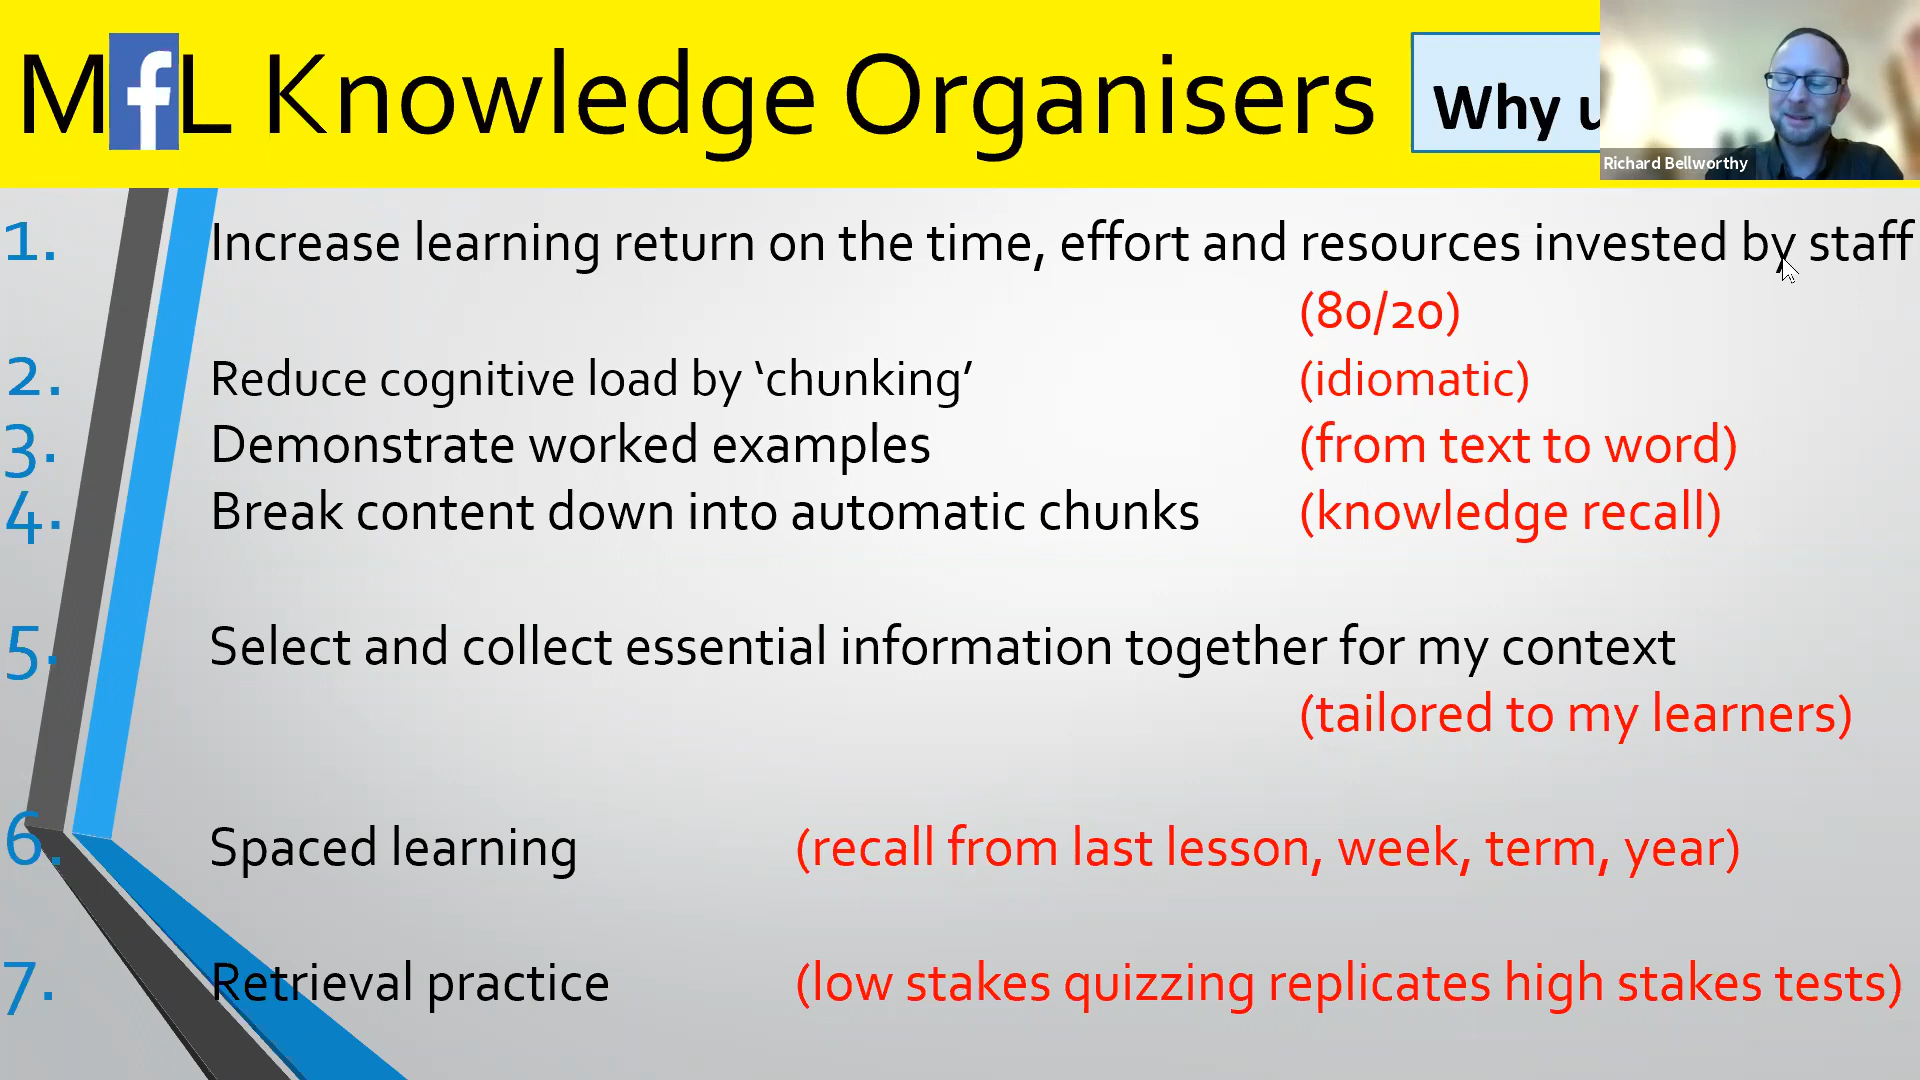 MfL Knowledge Organisers
Why u
Richard Bellworthy
1. Increase learning return on the time, effort and resources invested by staff
(80/20)
2. Reduce cognitive load by ‘chunking’ (idiomatic)
3. Demonstrate worked examples (from text to word)
4. Break content down into automatic chunks (knowledge recall)
5. Select and collect essential information together for my context
(tailored to my learners)
6. Spaced learning (recall from last lesson, week, term, year)
7. Retrieval practice (low stakes quizzing replicates high stakes tests)